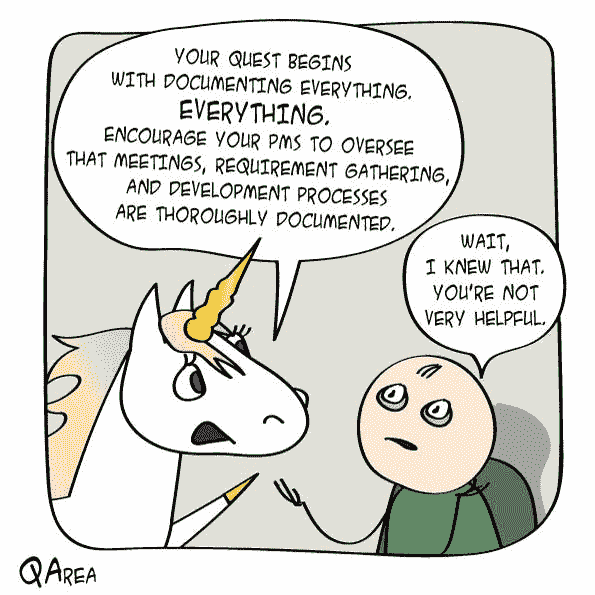 YOUR QUEST BEGINS
WITH DOCUMENTING EVERYTHING.
EVERYTHING.
ENCOURAGE YOUR PMS TO OVERSEE
THAT MEETINGS, REQUIREMENT GATHERING,
AND DEVELOPMENT PROCESSES
ARE THOROUGHLY DOCUMENTED.
WAIT,
I KNEW THAT.
YOU'RE NOT
VERY HELPFUL.
QAREA